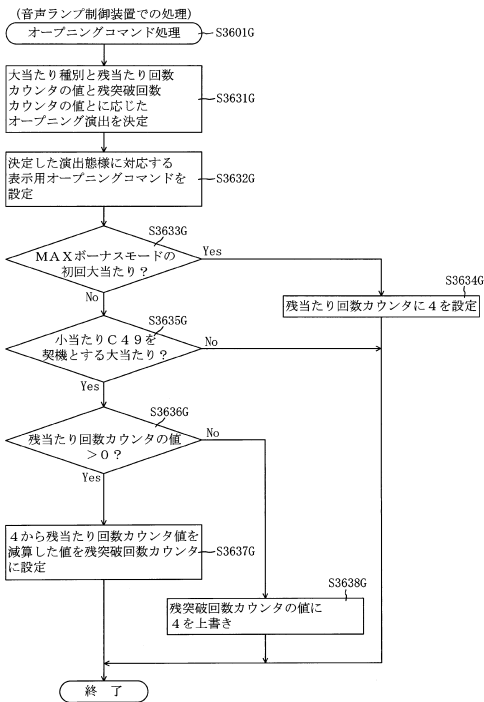 (音声ランプ制御装置での処理)
オープニングコマンド処理
S3601G
大当たり種別と残当たり回数
カウンタの値と残突破回数
カウンタの値とに応じた
オープニング演出を決定
S3631G
決定した演出態様に対応する
表示用オープニングコマンドを
設定
S3632G
S3633G
MAXボーナスモードの
初回大当たり?
Yes
No
S3634G
残当たり回数カウンタに4を設定
S3635G
小当たりC49を
契機とする大当たり?
No
Yes
S3636G
残当たり回数カウンタの値
>0?
No
Yes
4から残当たり回数カウンタ値を
減算した値を残突破回数カウンタ
に設定
S3637G
S3638G
残突破回数カウンタの値に
4を上書き
終 了